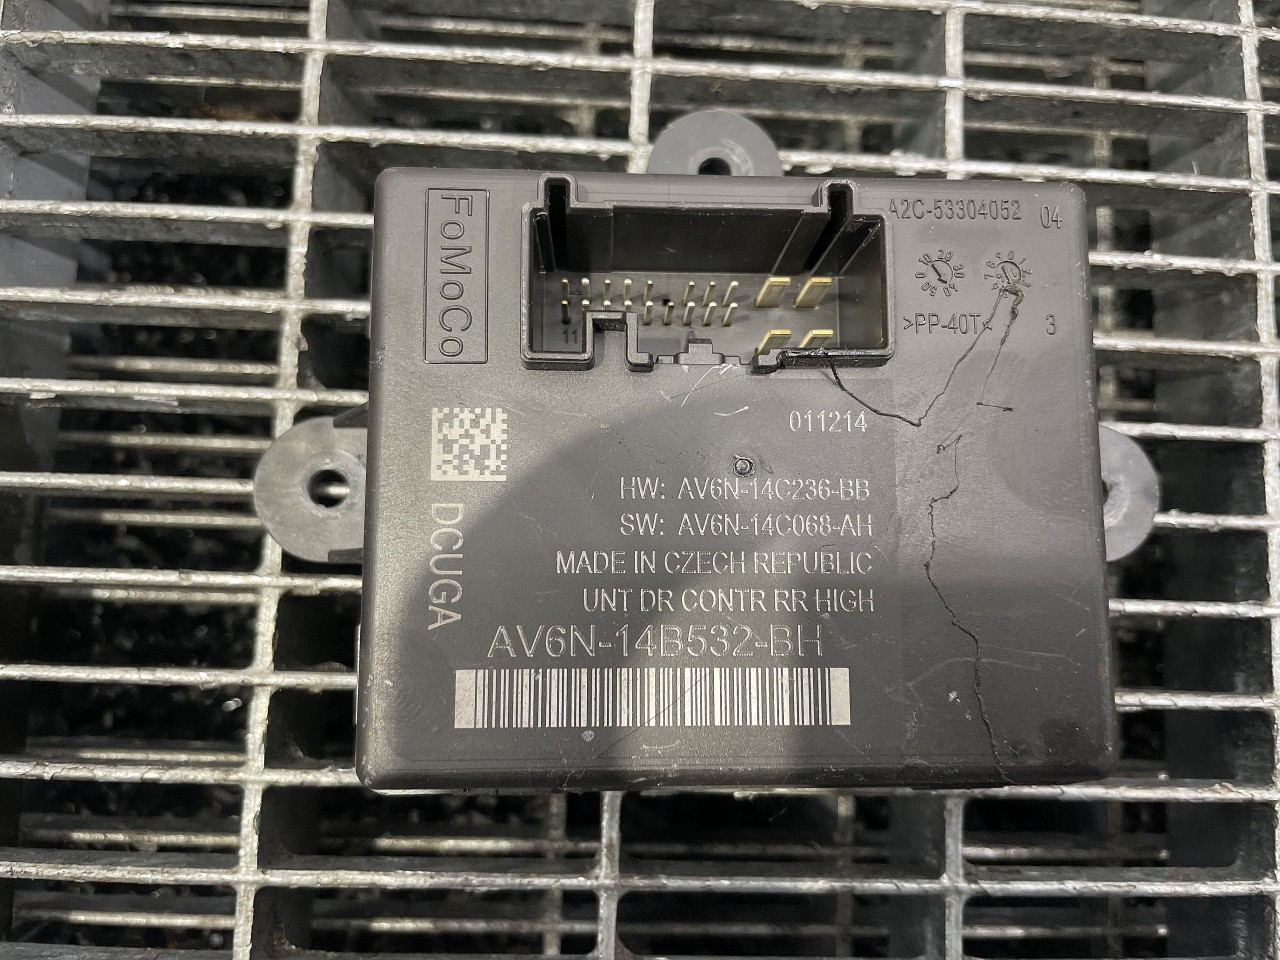 FoMoCo
A2C-53304052 04
>PP-40T<
3
11
011214
HW: AV6N-14C236-BB
SW: AV6N-14C068-AH
MADE IN CZECH REPUBLIC
UNT DR CONTR RR HIGH
DCUGA
AV6N-14B532-BH